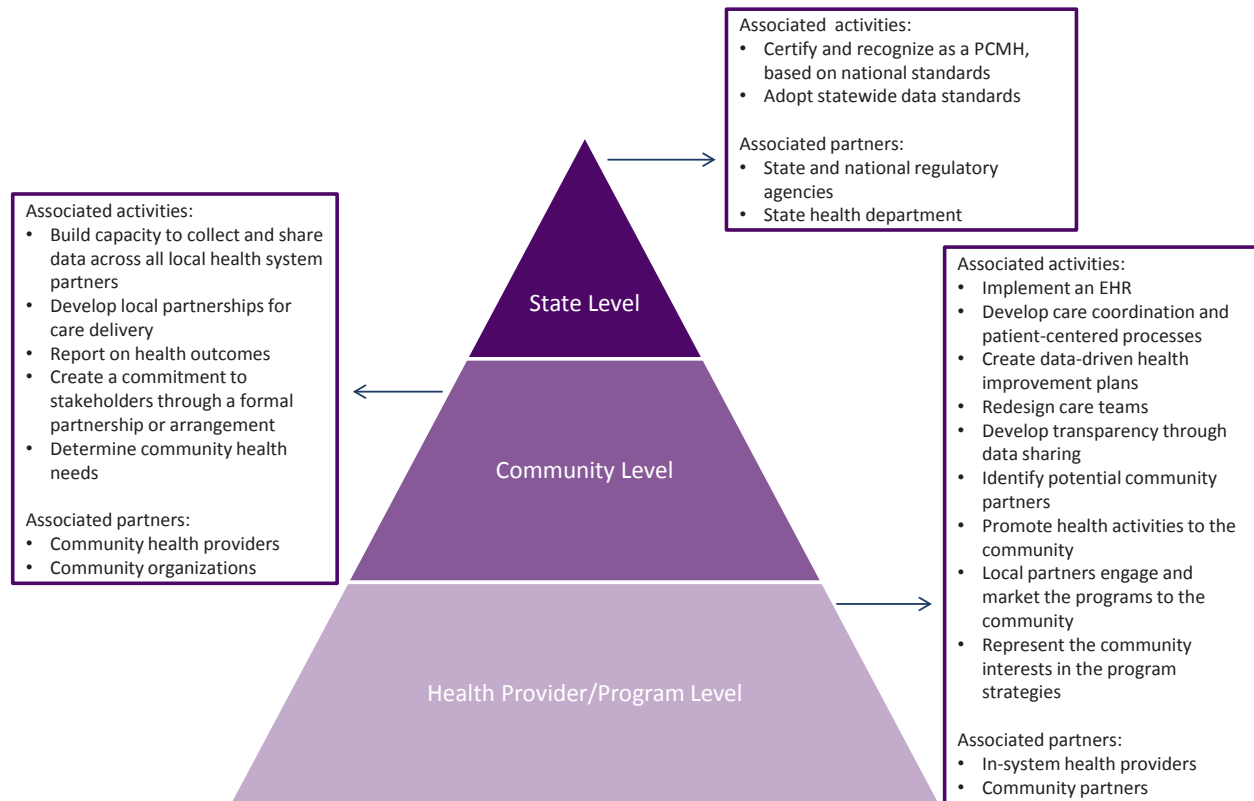 Associated activities:
• Certify and recognize as a PCMH,
based on national standards
• Adopt statewide data standards
Associated partners:
• State and national regulatory
agencies
• State health department
State Level
Associated activities:
• Build capacity to collect and share
data across all local health system
partners
• Develop local partnerships for
care delivery
• Report on health outcomes
• Create a commitment to
stakeholders through a formal
partnership or arrangement
• Determine community health
needs
Associated partners:
• Community health providers
• Community organizations
Community Level
Associated activities:
• Implement an EHR
• Develop care coordination and
patient-centered processes
• Create data-driven health
improvement plans
• Redesign care teams
• Develop transparency through
data sharing
• Identify potential community
partners
• Promote health activities to the
community
• Local partners engage and
market the programs to the
community
• Represent the community
interests in the program
strategies
Associated partners:
• In-system health providers
• Community partners
Health Provider/Program Level